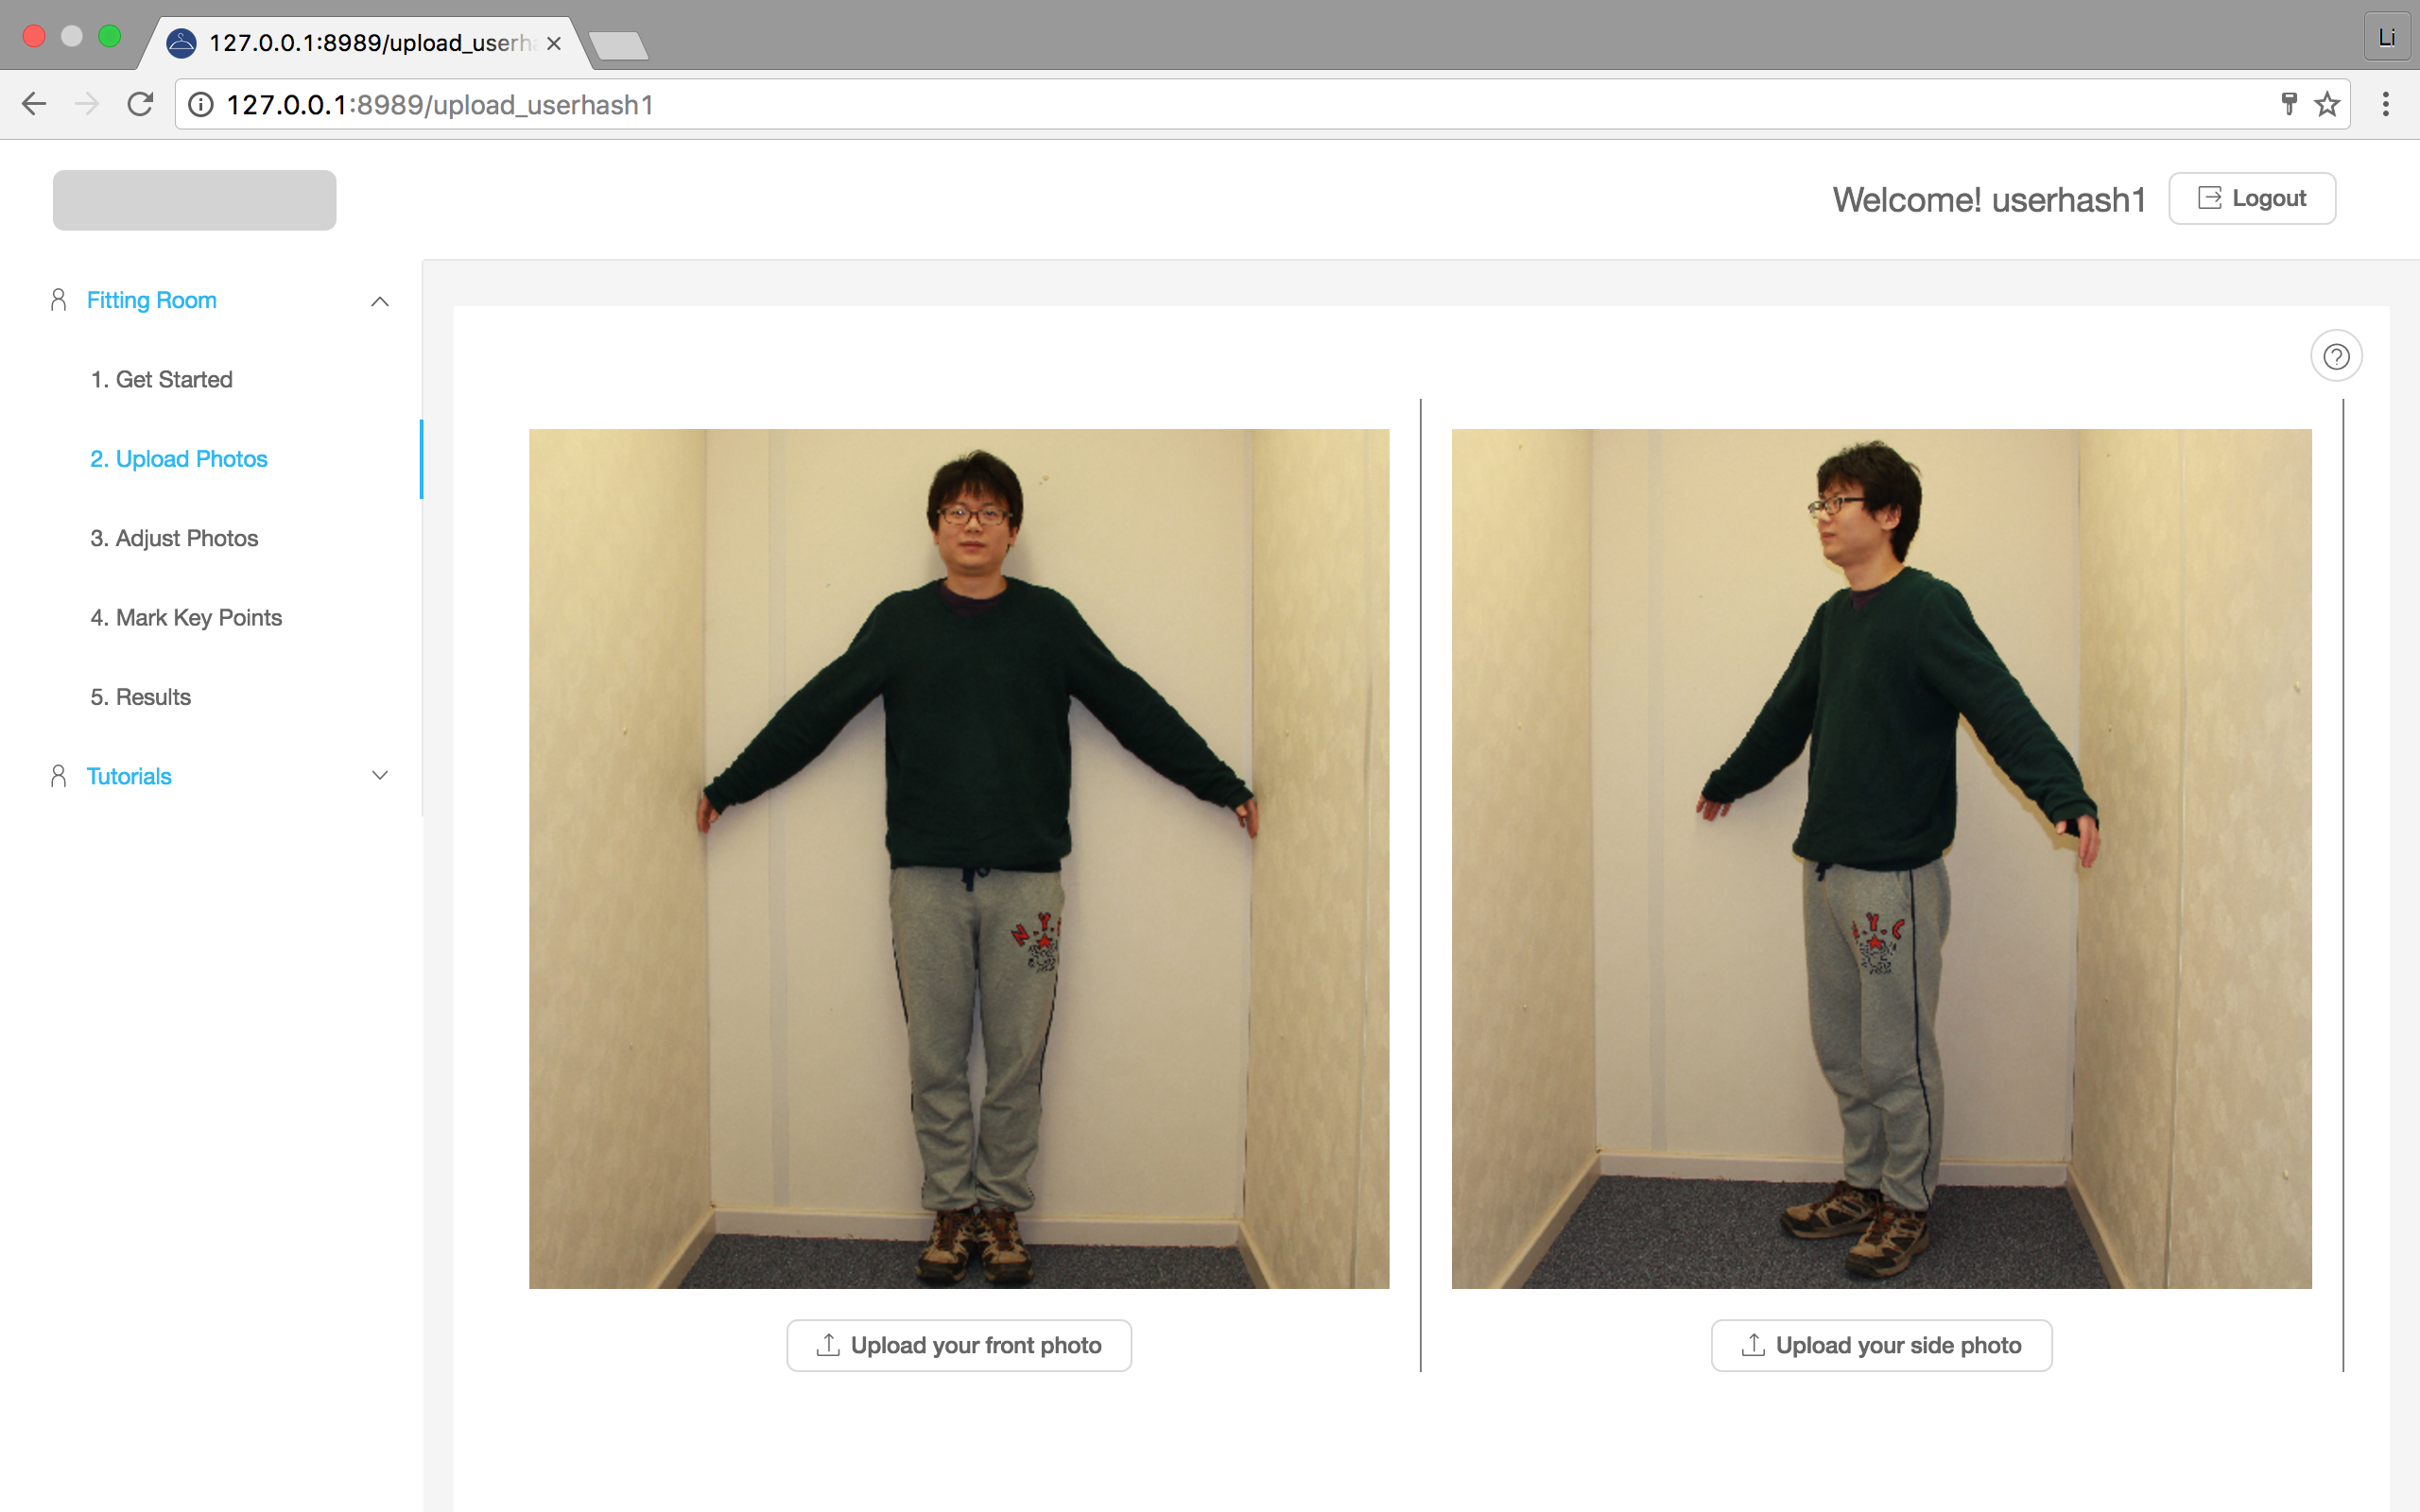 127.0.0.1:8989/upload_userh
Li
127.0.0.1:8989/upload_userhash1
Welcome! userhash1
Logout
Fitting Room
1. Get Started
2. Upload Photos
3. Adjust Photos
4. Mark Key Points
5. Results
Tutorials
N.Y.
Y.C
Upload your front photo
Upload your side photo